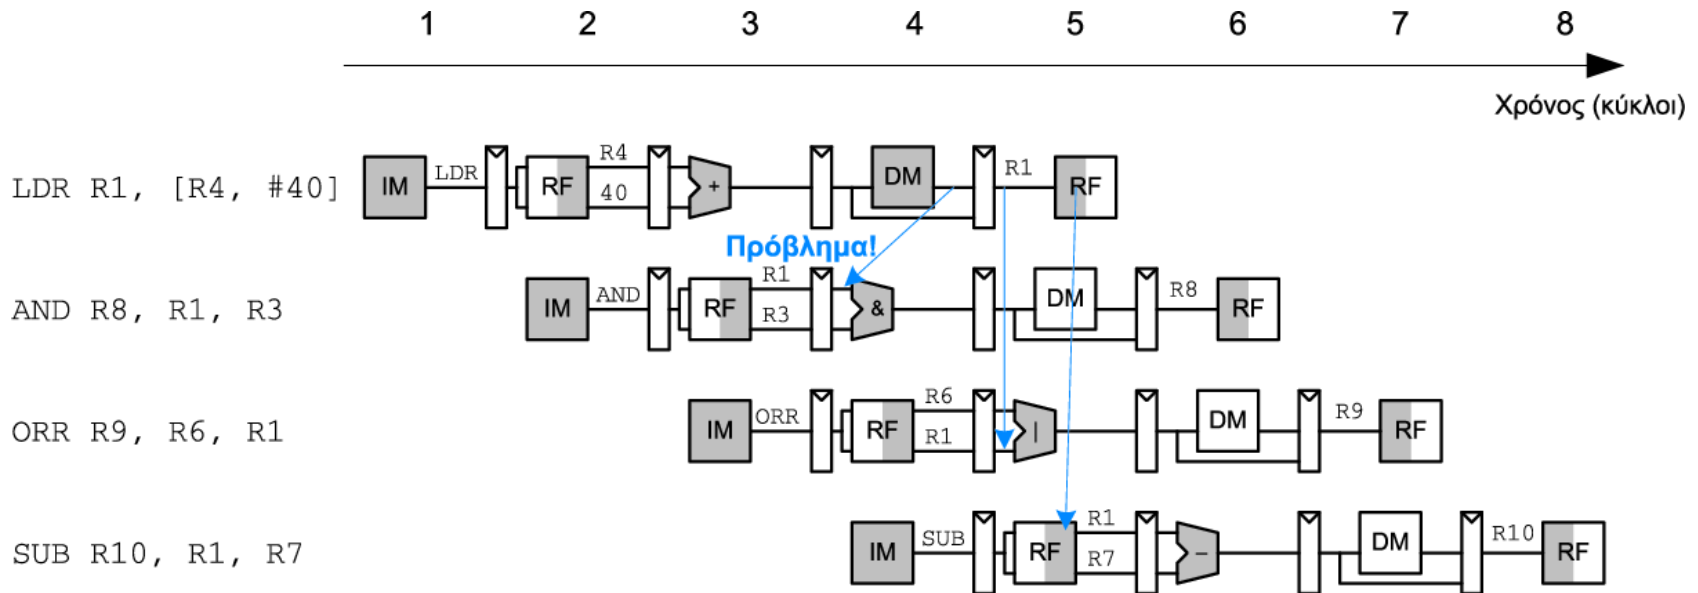 1 2 3 4 5 6 7 8
Χρόνος (κύκλοι)
LDR R1, [R4, #40] IM LDR RF R4 40 + DM R1 RF
Πρόβλημα!
AND R8, R1, R3 IM AND RF R1 R3 & DM R8 RF
ORR R9, R6, R1 IM ORR RF R6 R1 | DM R9 RF
SUB R10, R1, R7 IM SUB RF R1 R7 − DM R10 RF